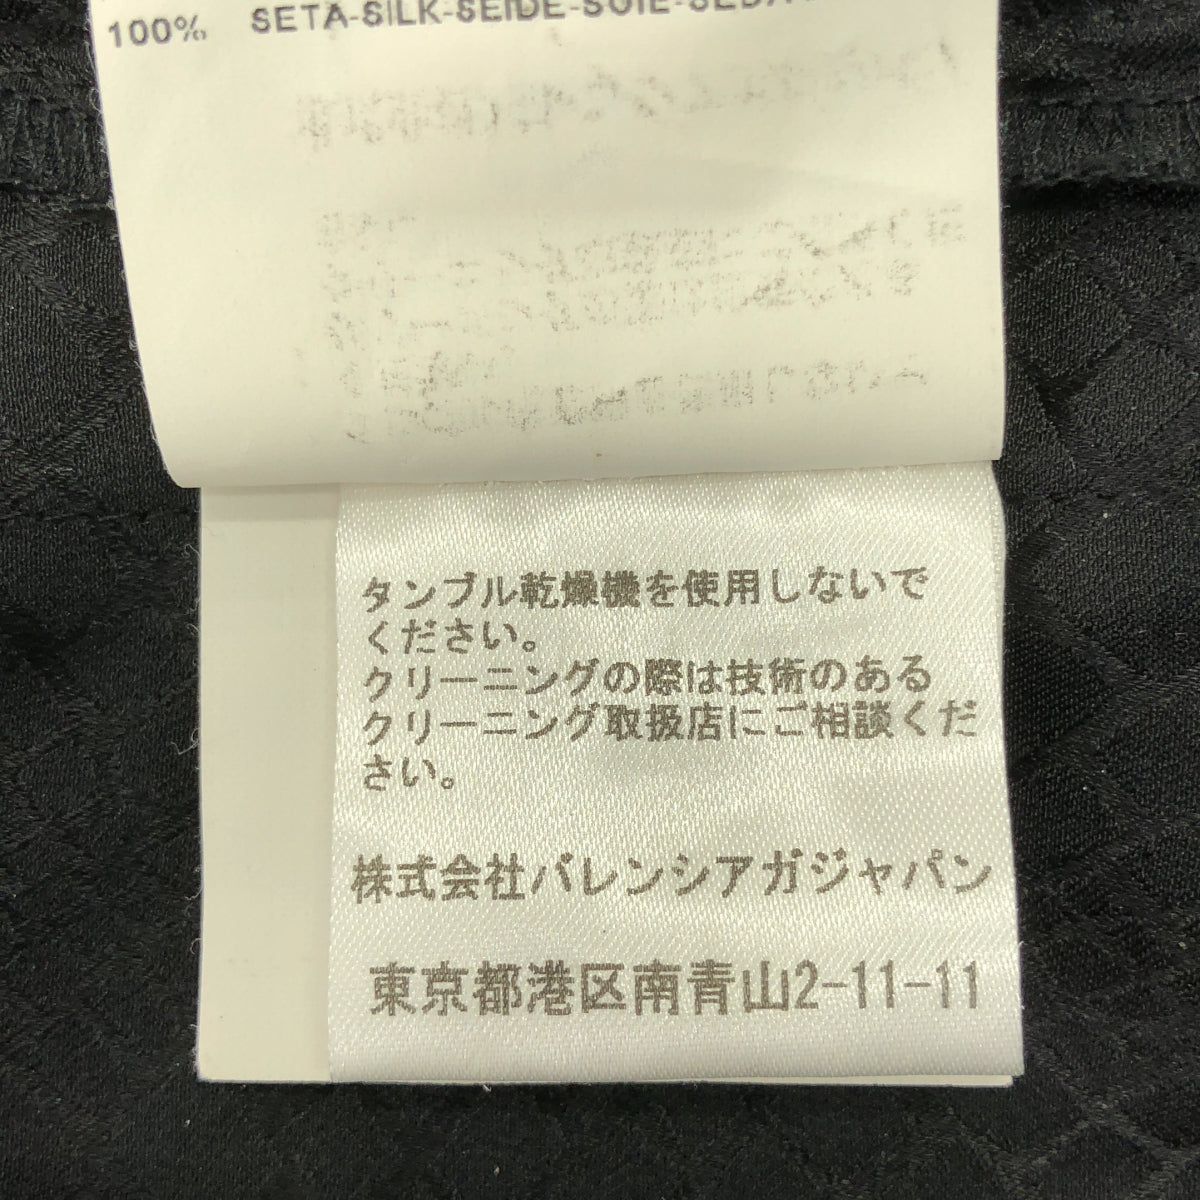 100% SETA-SILK-SEIDE-SOIE-SEDA
タンブル乾燥機を使用しないで
ください。
クリーニングの際は技術のある
クリーニング取扱店にご相談くだ
さい。
株式会社バレンシアガジャパン
東京都港区南青山2-11-11